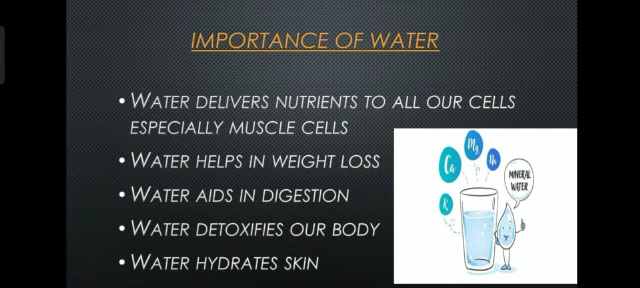 IMPORTANCE OF WATER
• WATER DELIVERS NUTRIENTS TO ALL OUR CELLS
ESPECIALLY MUSCLE CELLS
• WATER HELPS IN WEIGHT LOSS
• WATER AIDS IN DIGESTION
• WATER DETOXIFIES OUR BODY
• WATER HYDRATES SKIN
Ca
Mg
Na
K
MINERAL
WATER